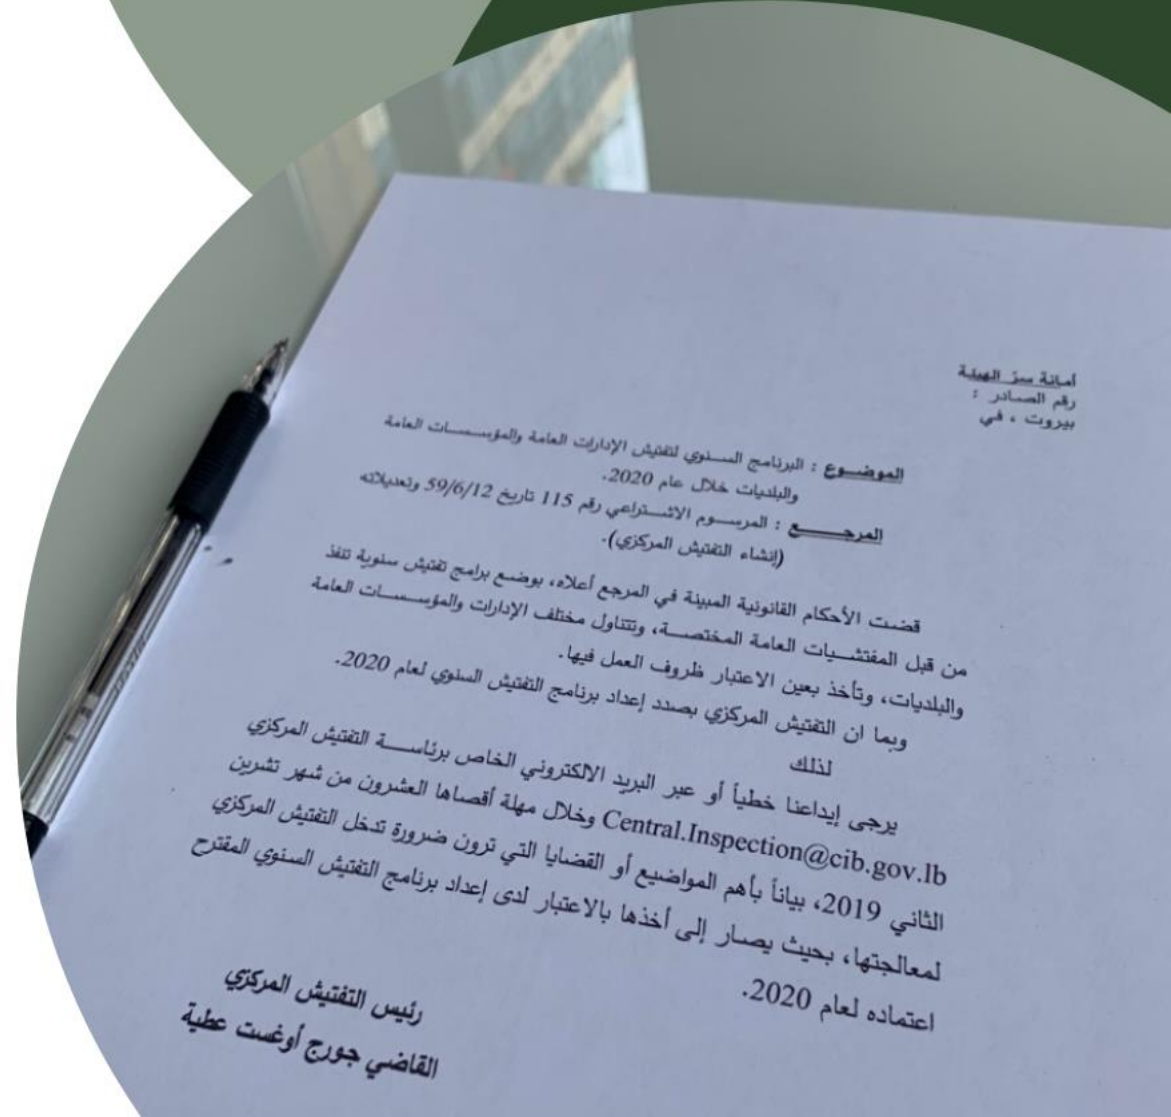 أمانة سرّ الهيئة
رقم الصادر :
بيروت ، في
الموضـوع : البرنامج السنوي لتفتيش الإدارات العامة والمؤسسات العامة
والبلديات خلال عام 2020.
المرجـــع : المرسوم الاشتراعي رقم 115 تاريخ 59/6/12 وتعديلاته
(إنشاء التفتيش المركزي).
قضت الأحكام القانونية المبينة في المرجع أعلاه، بوضع برامج تفتيش سنوية تنفذ
من قبل المفتشيات العامة المختصة، وتتناول مختلف الإدارات والمؤسسات العامة
والبلديات، وتأخذ بعين الاعتبار ظروف العمل فيها.
وبما ان التفتيش المركزي بصدد إعداد برنامج التفتيش السنوي لعام 2020.
لذلك
يرجى إيداعنا خطياً أو عبر البريد الالكتروني الخاص برئاسة التفتيش المركزي
Central.Inspection@cib.gov.lb وخلال مهلة أقصاها العشرون من شهر تشرين
الثاني 2019، بياناً بأهم المواضيع أو القضايا التي ترون ضرورة تدخل التفتيش المركزي
لمعالجتها، بحيث يصار إلى أخذها بالاعتبار لدى إعداد برنامج التفتيش السنوي المقترح
اعتماده لعام 2020.
رئيس التفتيش المركزي
القاضي جورج أوغست عطية